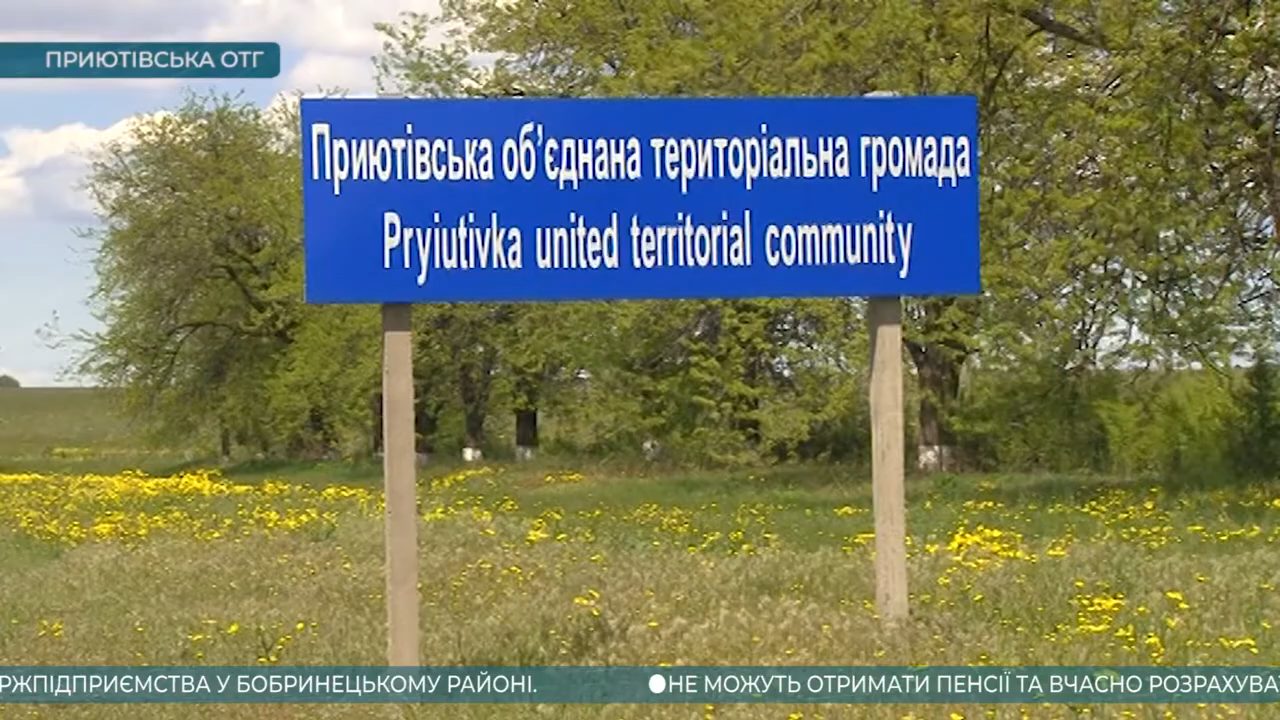 ПРИЮТІВСЬКА ОТГ
Приютівська об’єднана територіальна громада
Pryiutivka united territorial community
РЖПІДПРИЄМСТВА У БОБРИНЕЦЬКОМУ РАЙОНІ. ●НЕ МОЖУТЬ ОТРИМАТИ ПЕНСІЇ ТА ВЧАСНО РОЗРАХУВАТ